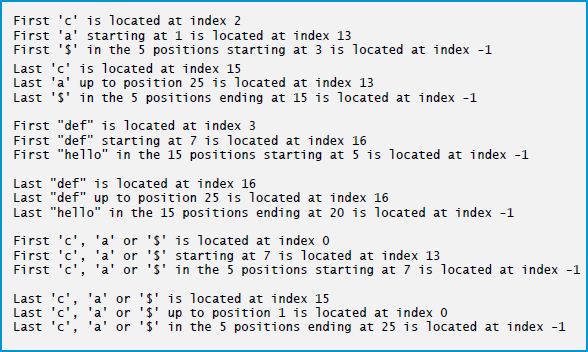 First 'c' is located at index 2
First 'a' starting at 1 is located at index 13
First '$' in the 5 positions starting at 3 is located at index -1
Last 'c' is located at index 15
Last 'a' up to position 25 is located at index 13
Last '$' in the 5 positions ending at 15 is located at index -1
First "def" is located at index 3
First "def" starting at 7 is located at index 16
First "hello" in the 15 positions starting at 5 is located at index -1
Last "def" is located at index 16
Last "def" up to position 25 is located at index 16
Last "hello" in the 15 positions ending at 20 is located at index -1
First 'c', 'a' or '$' is located at index 0
First 'c', 'a' or '$' starting at 7 is located at index 13
First 'c', 'a' or '$' in the 5 positions starting at 7 is located at index -1
Last 'c', 'a' or '$' is located at index 15
Last 'c', 'a' or '$' up to position 1 is located at index 0
Last 'c', 'a' or '$' in the 5 positions ending at 25 is located at index -1